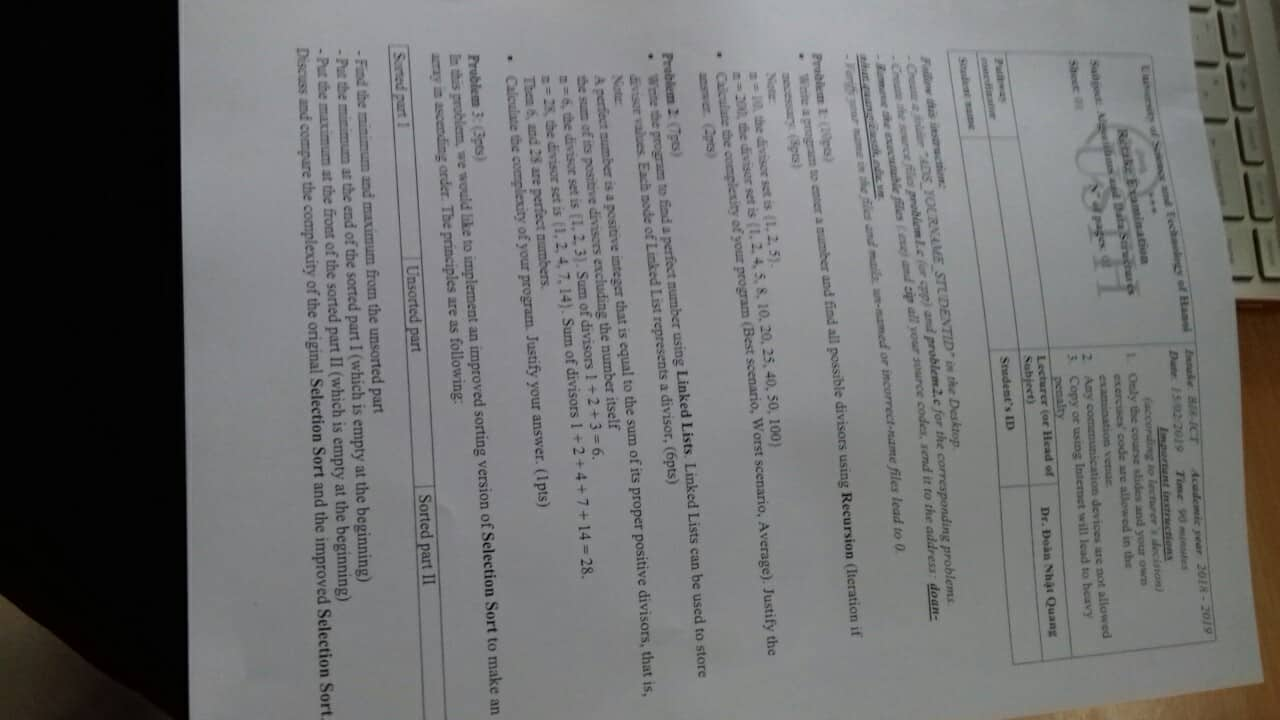 University of Science and Technology of Hanoi
***
Retake Examination
Subject: Algorithms and Data Structures
Sheet: 01
N° of pages: 01
Intake: BI8-ICT Academic year: 2018 - 2019
Date: 15/02/2019 Time: 90 minutes
Important instructions
(according to lecturer's decision)
1. Only the course slides and your own
exercises' code are allowed in the
examination venue.
2. Any communication devices are not allowed
3. Copy or using Internet will lead to heavy
penalty
Pathway
coordinator
Lecturer (or Head of
Subject)
Dr. Đoàn Nhật Quang
Student name
Student's ID
Follow this instruction:
- Create a folder "ADS_YOURNAME_STUDENTID" in the Desktop.
- Create the source files problem1.c (or cpp) and problem2.c for the corresponding problems.
- Remove the executable files (.exe) and zip all your source codes, send it to the address: doan-
nhat.quang@usth.edu.vn.
- Verify your name in the files and mails, un-named or incorrect-name files lead to 0.
Problem 1: (10pts)
• Write a program to enter a number and find all possible divisors using Recursion (Iteration if
necessary. (8pts)
Note:
n= 10, the divisor set is {1, 2, 5}.
n= 200, the divisor set is {1, 2, 4, 5, 8, 10, 20, 25, 40, 50, 100}
• Calculate the complexity of your program (Best scenario, Worst scenario, Average). Justify the
answer. (2pts)
Problem 2: (7pts)
• Write the program to find a perfect number using Linked Lists. Linked Lists can be used to store
divisor values. Each node of Linked List represents a divisor, (6pts)
Note:
A perfect number is a positive integer that is equal to the sum of its proper positive divisors, that is,
the sum of its positive divisors excluding the number itself
n = 6, the divisor set is {1, 2, 3}. Sum of divisors 1 + 2 + 3 = 6.
n = 28, the divisor set is {1, 2, 4, 7, 14}. Sum of divisors 1 + 2 + 4 + 7 + 14 = 28.
Then 6, and 28 are perfect numbers.
• Calculate the complexity of your program. Justify your answer. (1pts)
Problem 3: (3pts)
In this problem, we would like to implement an improved sorting version of Selection Sort to make an
array in ascending order. The principles are as following:
Sorted part I Unsorted part Sorted part II
- Find the minimum and maximum from the unsorted part
- Put the minimum at the end of the sorted part I (which is empty at the beginning)
- Put the maximum at the front of the sorted part II (which is empty at the beginning)
Discuss and compare the complexity of the original Selection Sort and the improved Selection Sort.